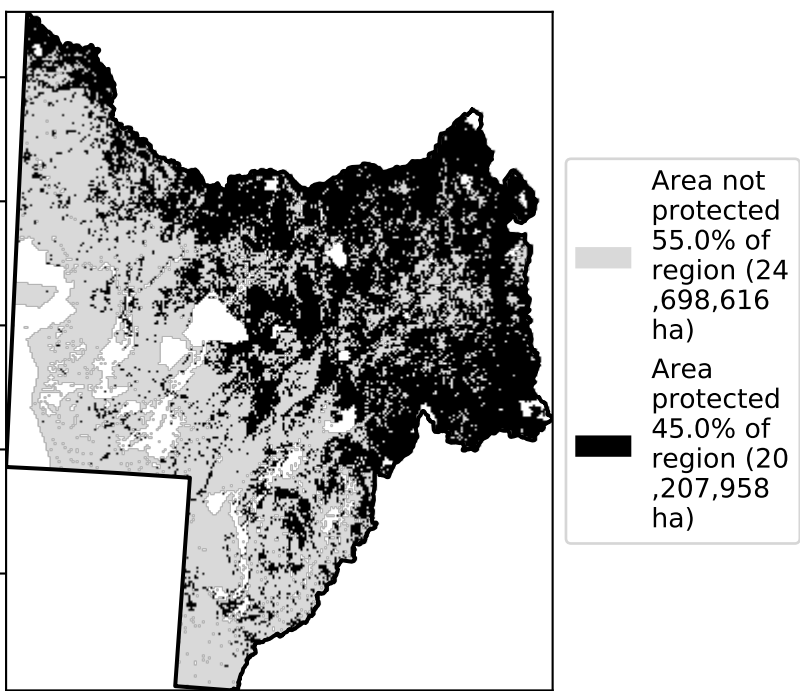 Area not
protected
55.0% of
region (24
,698,616
ha)
Area
protected
45.0% of
region (20
,207,958
ha)